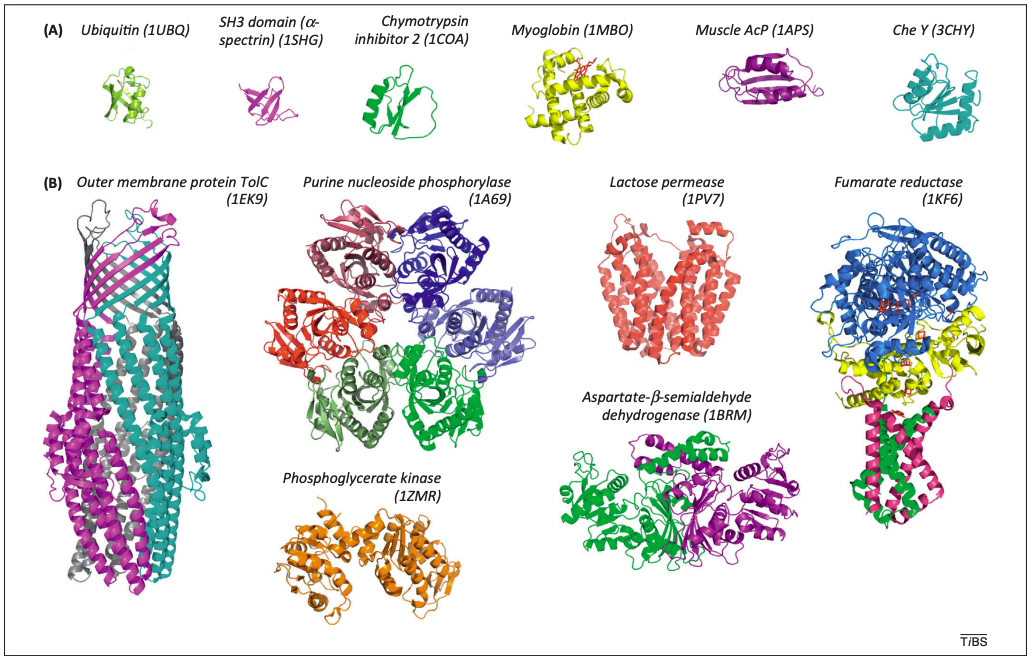 (A)
Ubiquitin (1UBQ)
SH3 domain (α-
spectrin) (1SHG)
Chymotrypsin
inhibitor 2 (1COA)
Myoglobin (1MBO)
Muscle AcP (1APS)
Che Y (3CHY)
(B)
Outer membrane protein TolC
(1EK9)
Purine nucleoside phosphorylase
(1A69)
Lactose permease
(1PV7)
Fumarate reductase
(1KF6)
Aspartate-β-semialdehyde
dehydrogenase (1BRM)
Phosphoglycerate kinase
(1ZMR)
TiBS